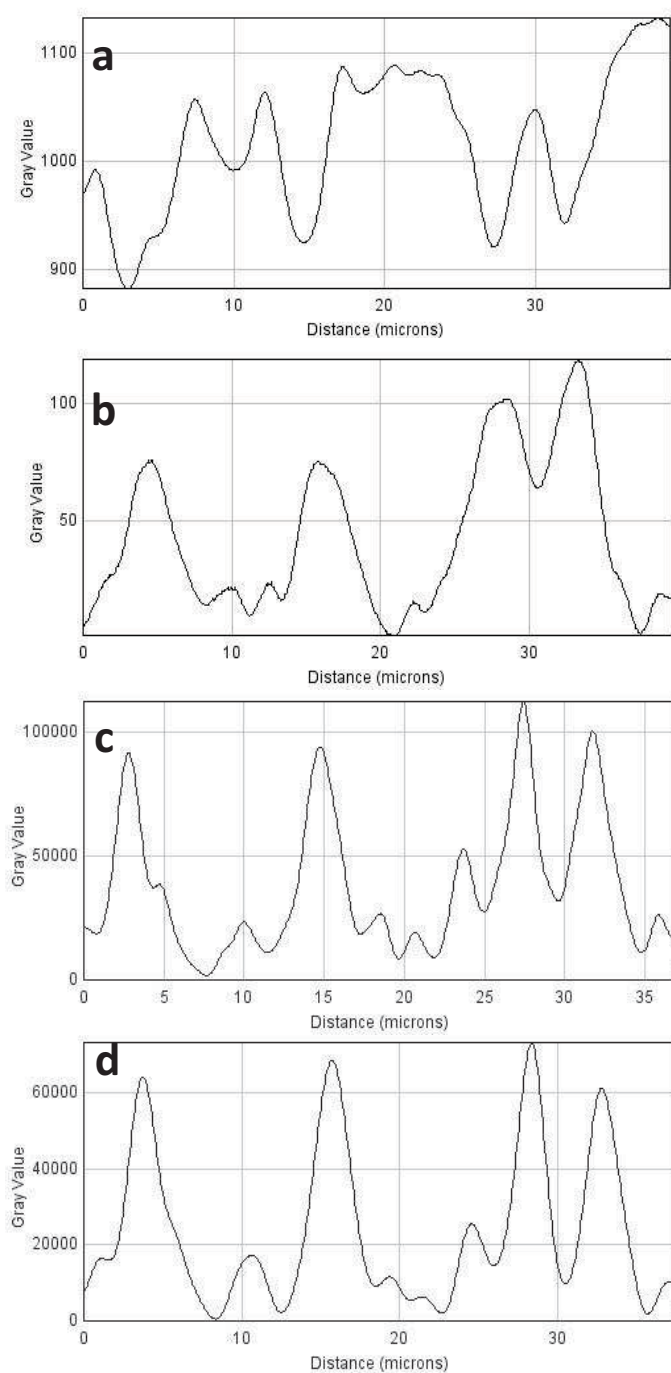 a
1100
1000
900
Gray Value
0 10 20 30
Distance (microns)
b
100
50
Gray Value
0 10 20 30
Distance (microns)
c
100000
50000
0
Gray Value
0 5 10 15 20 25 30 35
Distance (microns)
d
60000
40000
20000
0
Gray Value
0 10 20 30
Distance (microns)